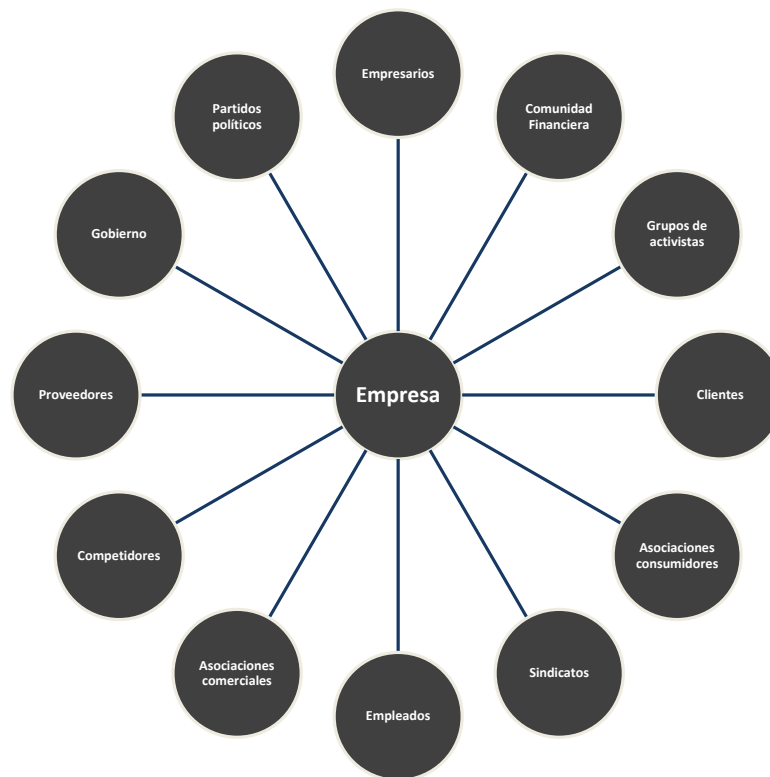 Empresarios
Partidos
políticos
Comunidad
Financiera
Gobierno
Grupos de
activistas
Proveedores
Empresa
Clientes
Competidores
Asociaciones
consumidores
Asociaciones
comerciales
Sindicatos
Empleados